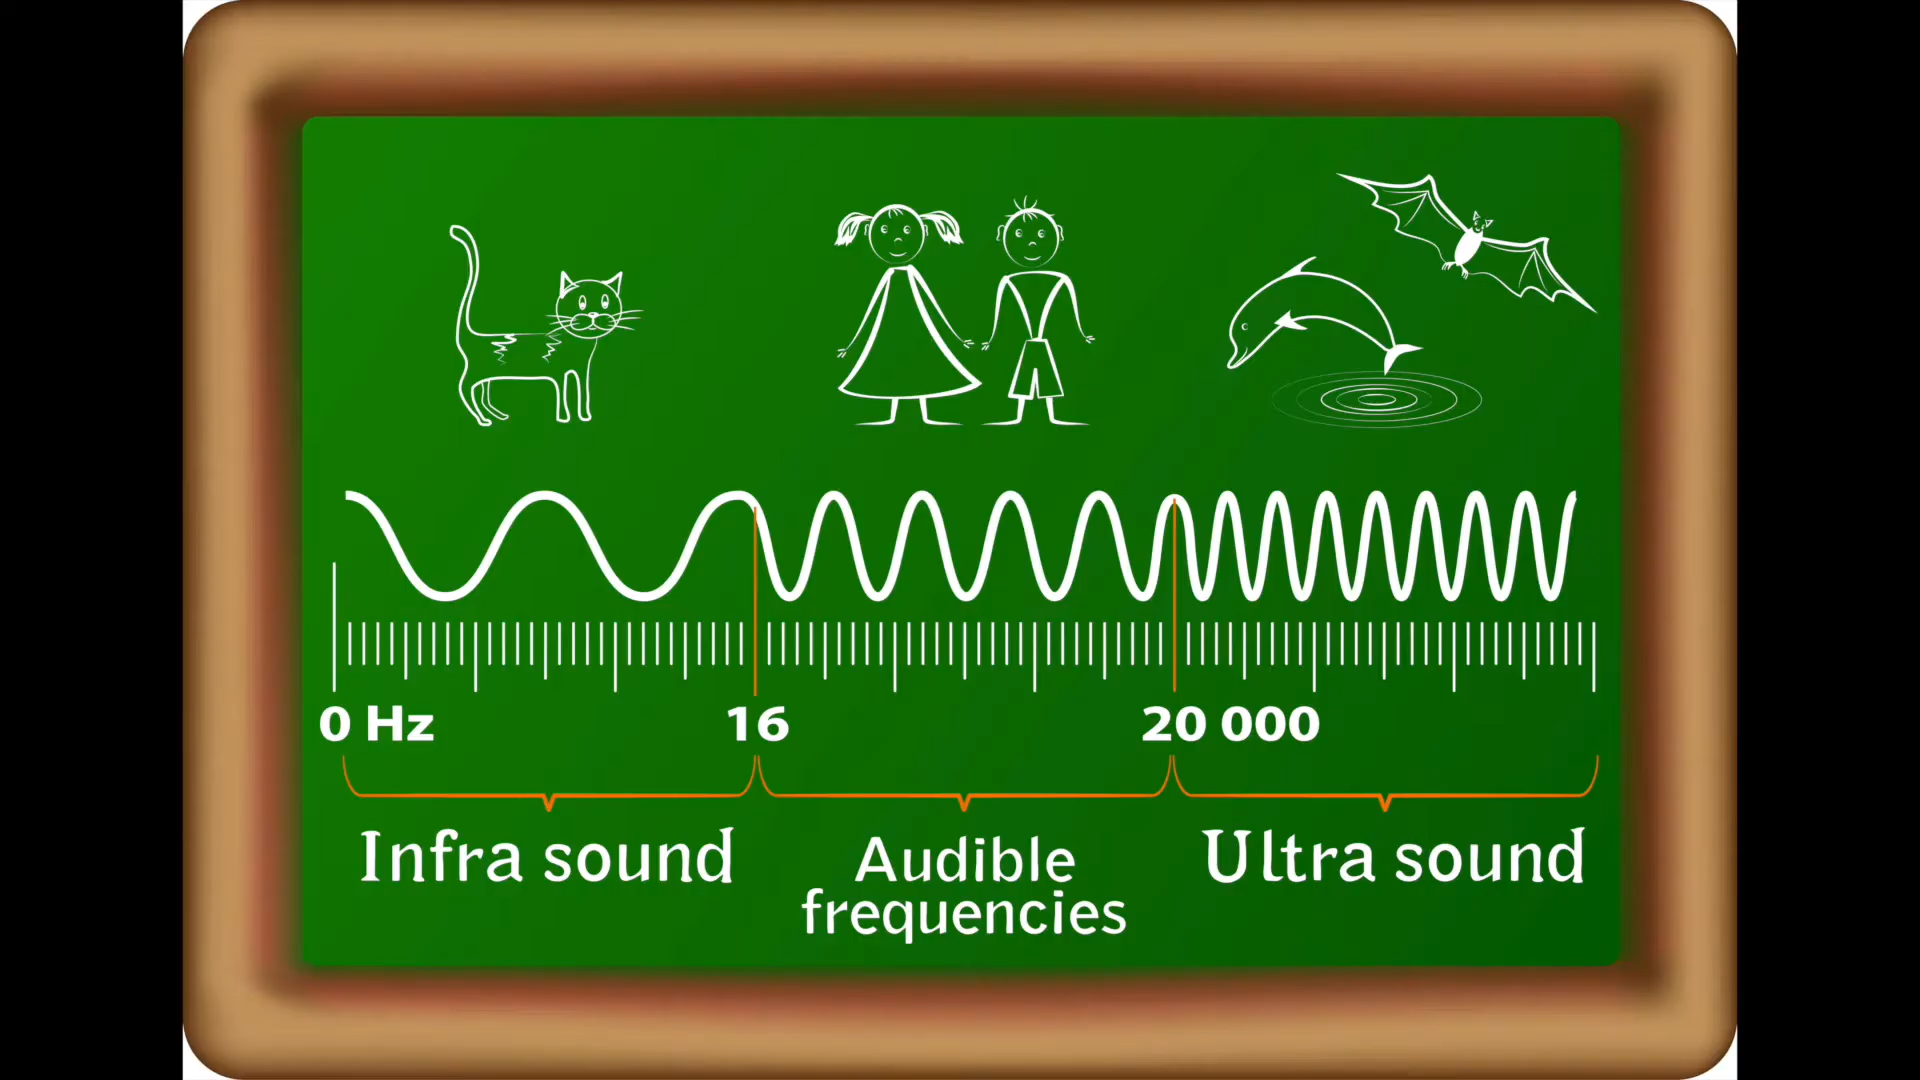 0 Hz
16
20 000
Infra sound
Audible
frequencies
Ultra sound